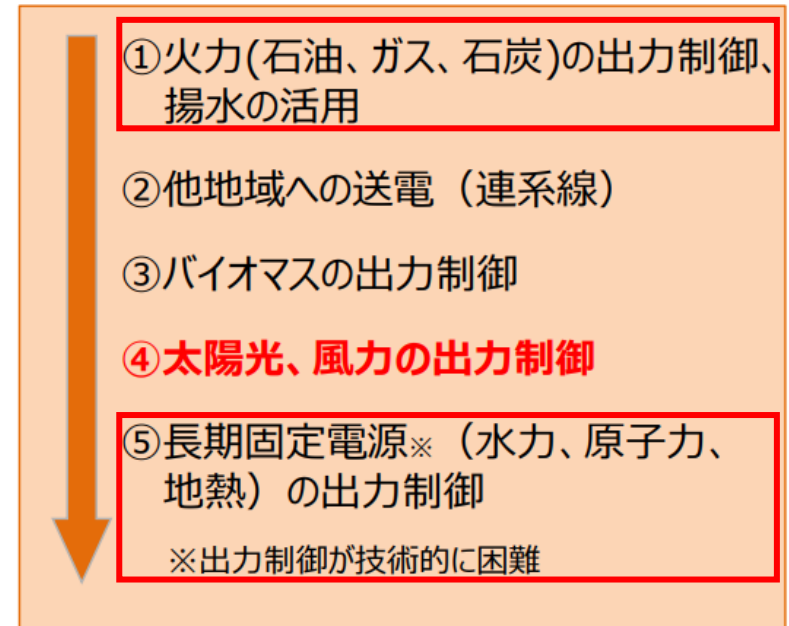 ①火力(石油、ガス、石炭)の出力制御、
揚水の活用
②他地域への送電（連系線）
③バイオマスの出力制御
④太陽光、風力の出力制御
⑤長期固定電源※（水力、原子力、
地熱）の出力制御
※出力制御が技術的に困難